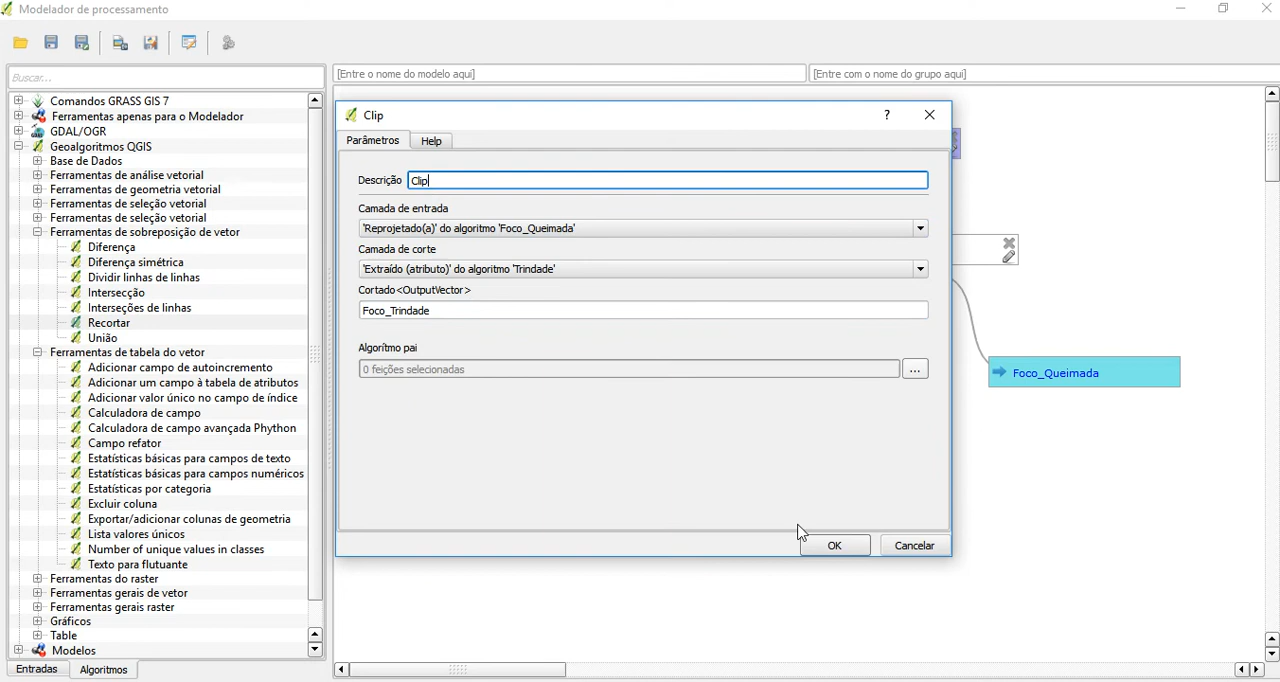 Modelador de processamento
Buscar...
[Entre o nome do modelo aqui]
[Entre com o nome do grupo aqui]
Comandos GRASS GIS 7
Ferramentas apenas para o Modelador
GDAL/OGR
Geoalgoritmos QGIS
Base de Dados
Ferramentas de análise vetorial
Ferramentas de geometria vetorial
Ferramentas de seleção vetorial
Ferramentas de seleção vetorial
Ferramentas de sobreposição de vetor
Diferença
Diferença simétrica
Dividir linhas de linhas
Intersecção
Interseções de linhas
Recortar
União
Ferramentas de tabela do vetor
Adicionar campo de autoincremento
Adicionar um campo à tabela de atributos
Adicionar valor único no campo de índice
Calculadora de campo
Calculadora de campo avançada Phython
Campo refator
Estatísticas básicas para campos de texto
Estatísticas básicas para campos numéricos
Estatísticas por categoria
Excluir coluna
Exportar/adicionar colunas de geometria
Lista valores únicos
Number of unique values in classes
Texto para flutuante
Ferramentas do raster
Ferramentas gerais de vetor
Ferramentas gerais raster
Gráficos
Table
Modelos
Entradas
Algoritmos
Clip
?
Parâmetros
Help
Descrição
Clip
Camada de entrada
'Reprojetado(a)' do algoritmo 'Foco_Queimada'
Camada de corte
'Extraído (atributo)' do algoritmo 'Trindade'
Cortado<OutputVector>
Foco_Trindade
Algorítmo pai
0 feições selecionadas
...
OK
Cancelar
Foco_Queimada